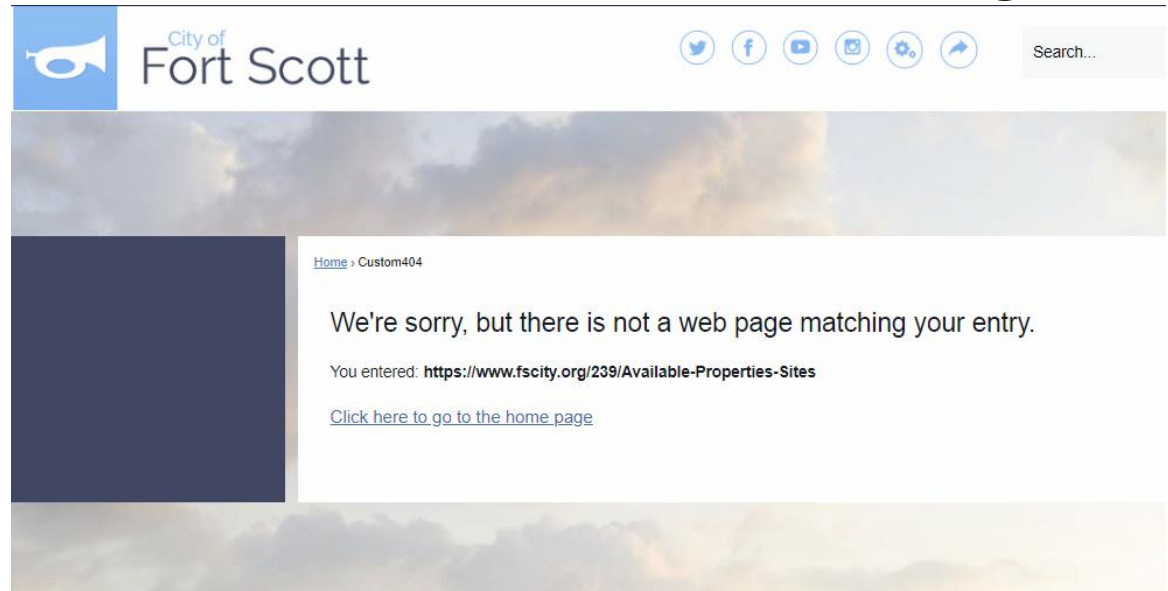 City of
Fort Scott
Search...
Home › Custom404
We're sorry, but there is not a web page matching your entry.
You entered: https://www.fscity.org/239/Available-Properties-Sites
Click here to go to the home page